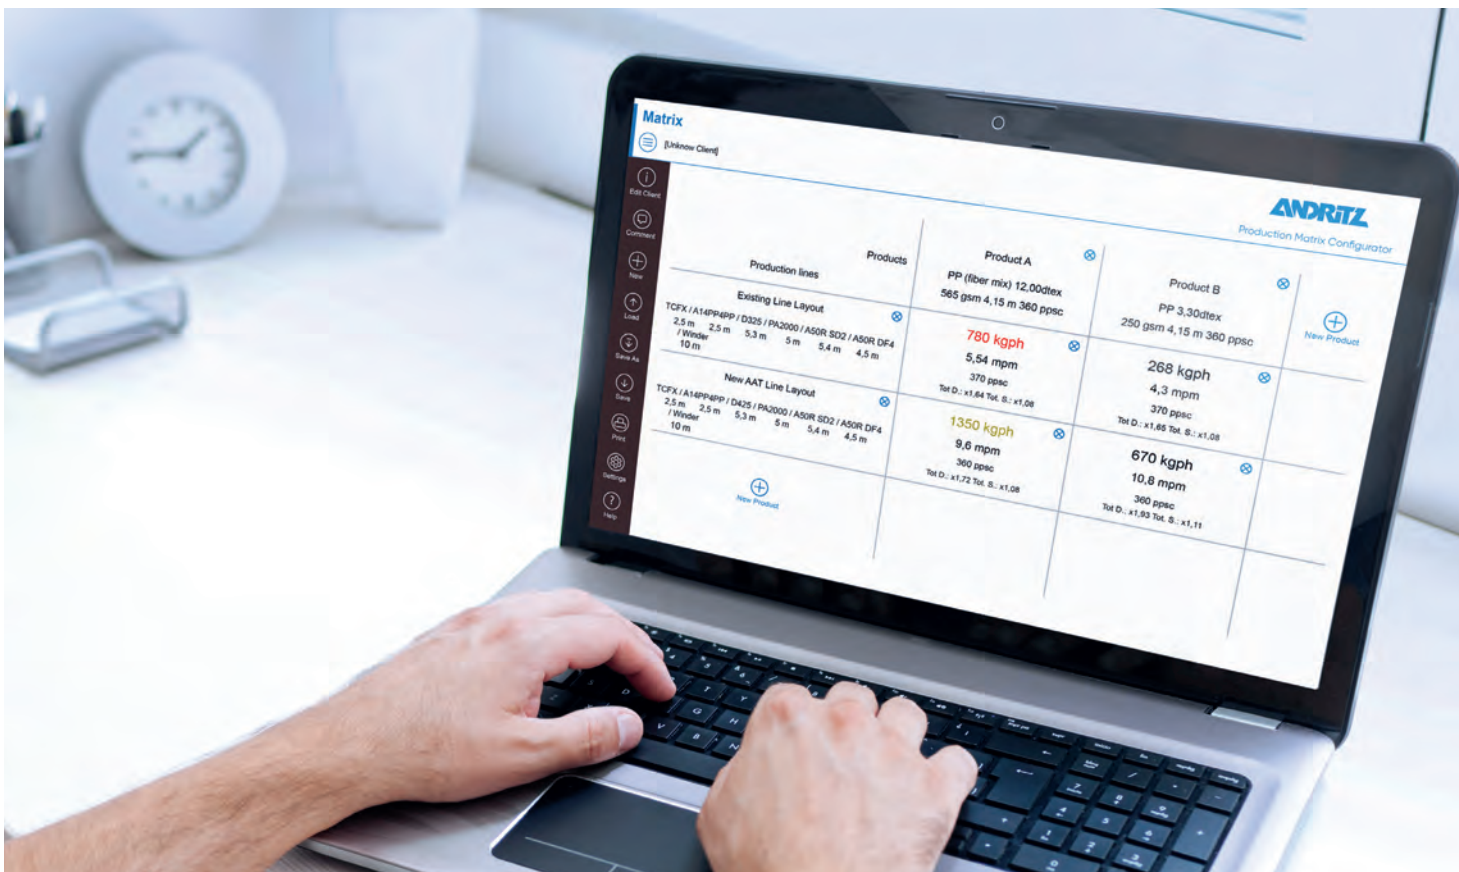 Matrix
[Unknow Client]
ANDRITZ
Production Matrix Configurator
Edit Client
Comment
New
Load
Save As
Save
Print
Settings
Help
Products
Production lines
Product A
PP (fiber mix) 12,00dtex
565 gsm 4,15 m 360 ppsc
Product B
PP 3,30dtex
250 gsm 4,15 m 360 ppsc
New Product
Existing Line Layout
TCFX / A14PP4PP / D325 / PA2000 / A50R SD2 / A50R DF4
2,5 m 2,5 m 5,3 m 5 m 5,4 m 4,5 m
/ Winder
10 m
780 kgph
5,54 mpm
370 ppsc
Tot D.: x1,64 Tot. S.: x1,08
268 kgph
4,3 mpm
370 ppsc
Tot D.: x1,65 Tot. S.: x1,08
New AAT Line Layout
TCFX / A14PP4PP / D425 / PA2000 / A50R SD2 / A50R DF4
2,5 m 2,5 m 5,3 m 5 m 5,4 m 4,5 m
/ Winder
10 m
1350 kgph
9,6 mpm
360 ppsc
Tot D.: x1,72 Tot. S.: x1,08
670 kgph
10,8 mpm
360 ppsc
Tot D.: x1,93 Tot. S.: x1,11
New Product